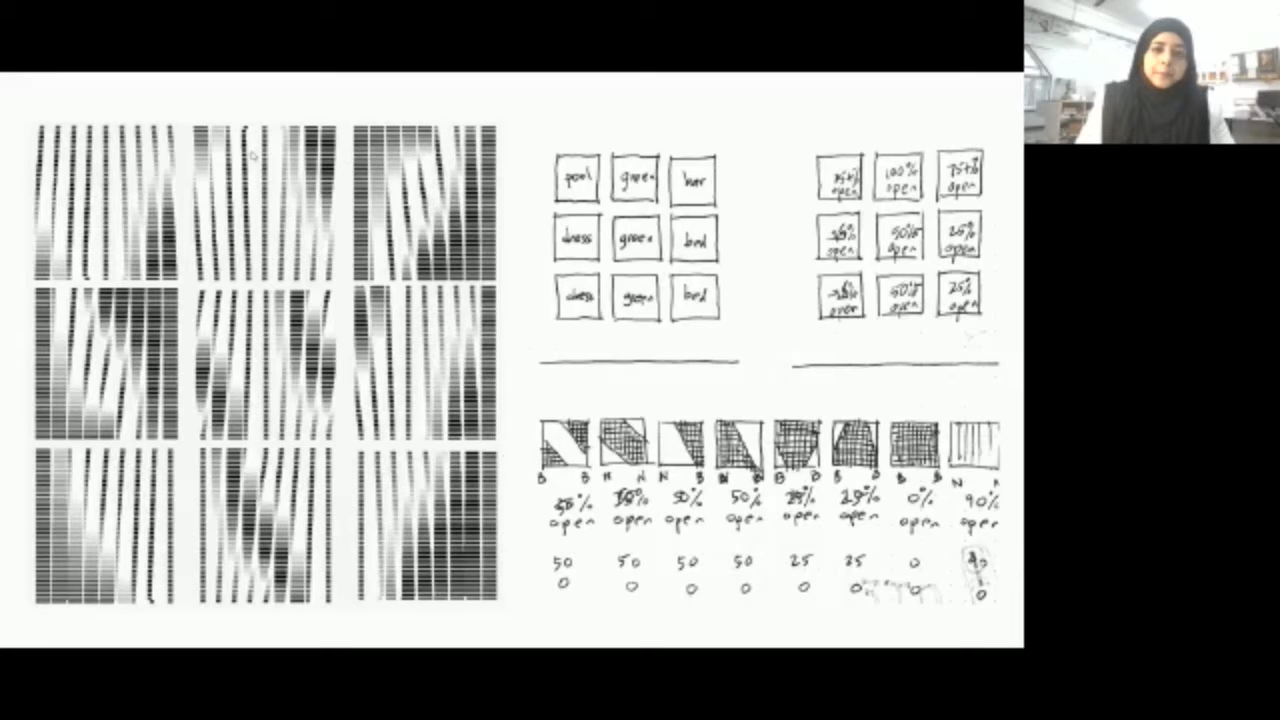 pool green bar
75+% open 100% open 75+% open
dress green bed
50% open 25% open
dress green bed
50% open 25% open
B B N N N B N B B B B B N
50% open 50% open 50% open 25% open 25% open 0% open 90% open
50 50 50 50 25 25 0
0 0 0 0 0 0 0 0